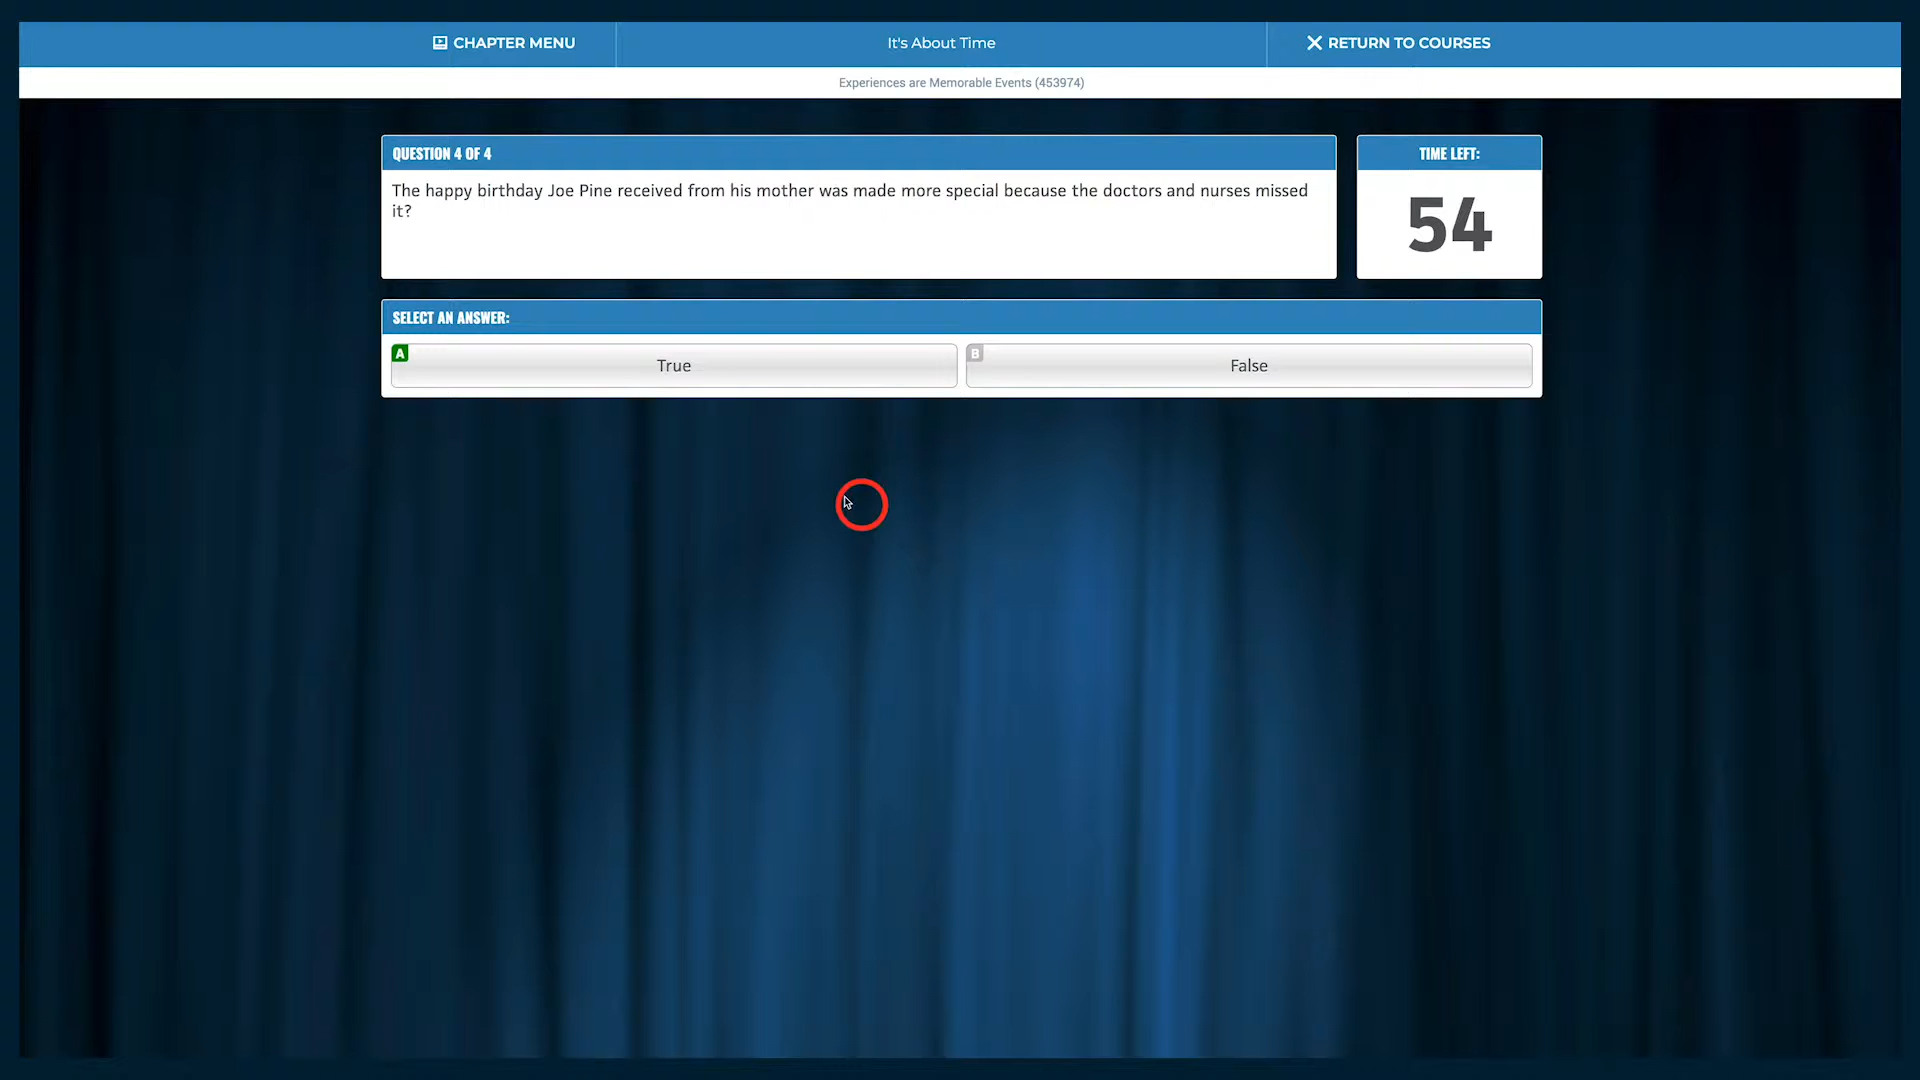 CHAPTER MENU
It's About Time
RETURN TO COURSES
Experiences are Memorable Events (453974)
QUESTION 4 OF 4
The happy birthday Joe Pine received from his mother was made more special because the doctors and nurses missed
it?
TIME LEFT:
54
SELECT AN ANSWER:
A
True
B
False